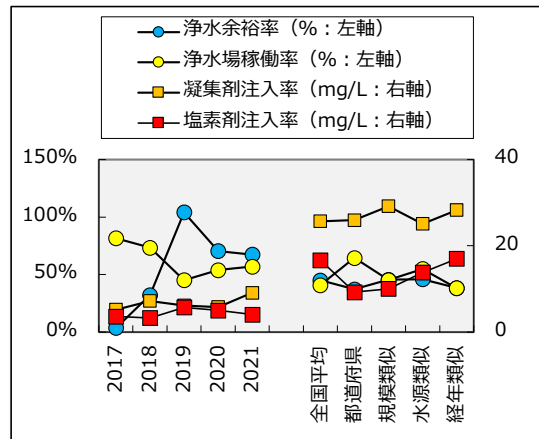 浄水余裕率（%：左軸）
浄水場稼働率（%：左軸）
凝集剤注入率（mg/L：右軸）
塩素剤注入率（mg/L：右軸）
150% 40
100%
20
50%
0% 0
2017 2018 2019 2020 2021 全国平均 都道府県 規模類似 水源類似 経年類似